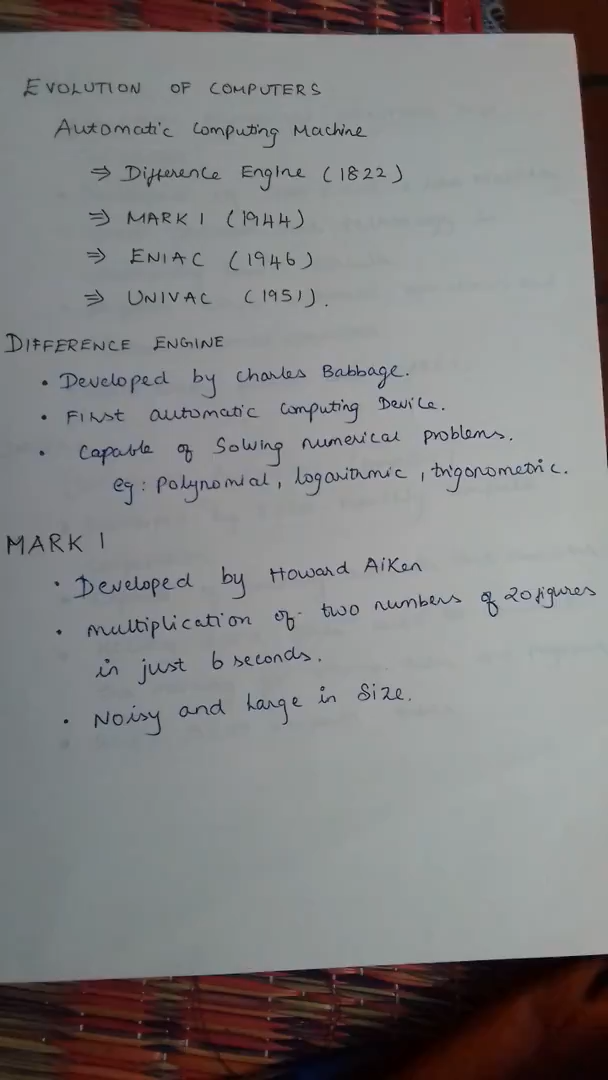 EVOLUTION OF COMPUTERS
Automatic Computing Machine
⇒ Difference Engine (1822)
⇒ MARK I (1944)
⇒ ENIAC (1946)
⇒ UNIVAC (1951).
DIFFERENCE ENGINE
• Developed by Charles Babbage.
• First automatic computing Device.
• Capable of Solving numerical problems.
eg: polynomial, logarithmic, trigonometric.
MARK I
• Developed by Howard Aiken
• Multiplication of two numbers of 20 figures
in just 6 seconds.
• Noisy and Large in Size.